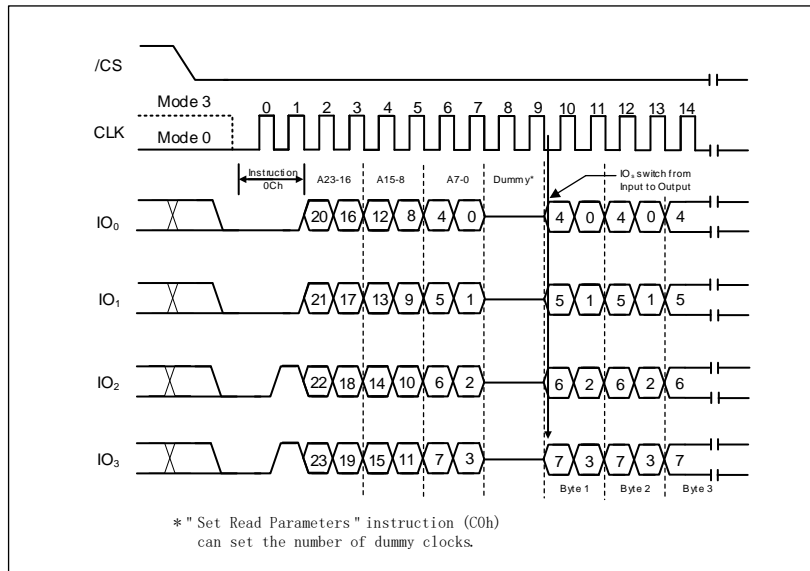 /CS
Mode 3
0 1 2 3 4 5 6 7 8 9 10 11 12 13 14
CLK
Mode 0
Instruction
0Ch
A23-16 A15-8 A7-0 Dummy*
IOs switch from
Input to Output
IO0 20 16 12 8 4 0 4 0 4 0 4
IO1 21 17 13 9 5 1 5 1 5 1 5
IO2 22 18 14 10 6 2 6 2 6 2 6
IO3 23 19 15 11 7 3 7 3 7 3 7
Byte 1 Byte 2 Byte 3
* " Set Read Parameters " instruction (C0h)
can set the number of dummy clocks.